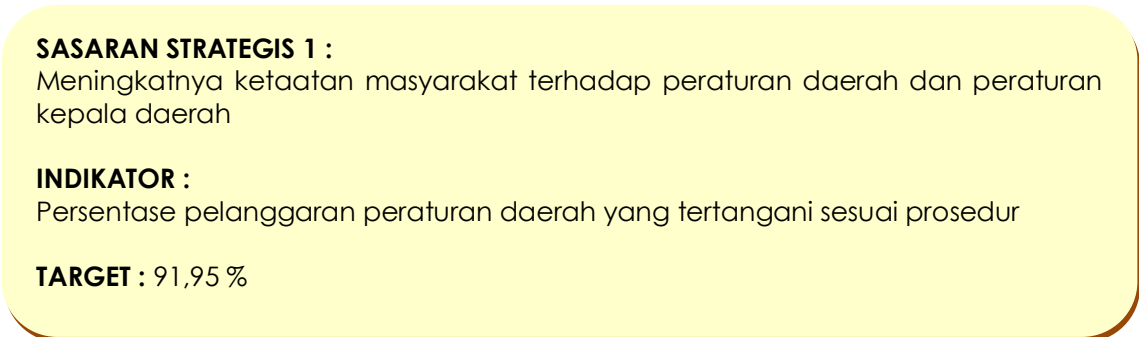 SASARAN STRATEGIS 1 :
Meningkatnya ketaatan masyarakat terhadap peraturan daerah dan peraturan
kepala daerah
INDIKATOR :
Persentase pelanggaran peraturan daerah yang tertangani sesuai prosedur
TARGET : 91,95 %